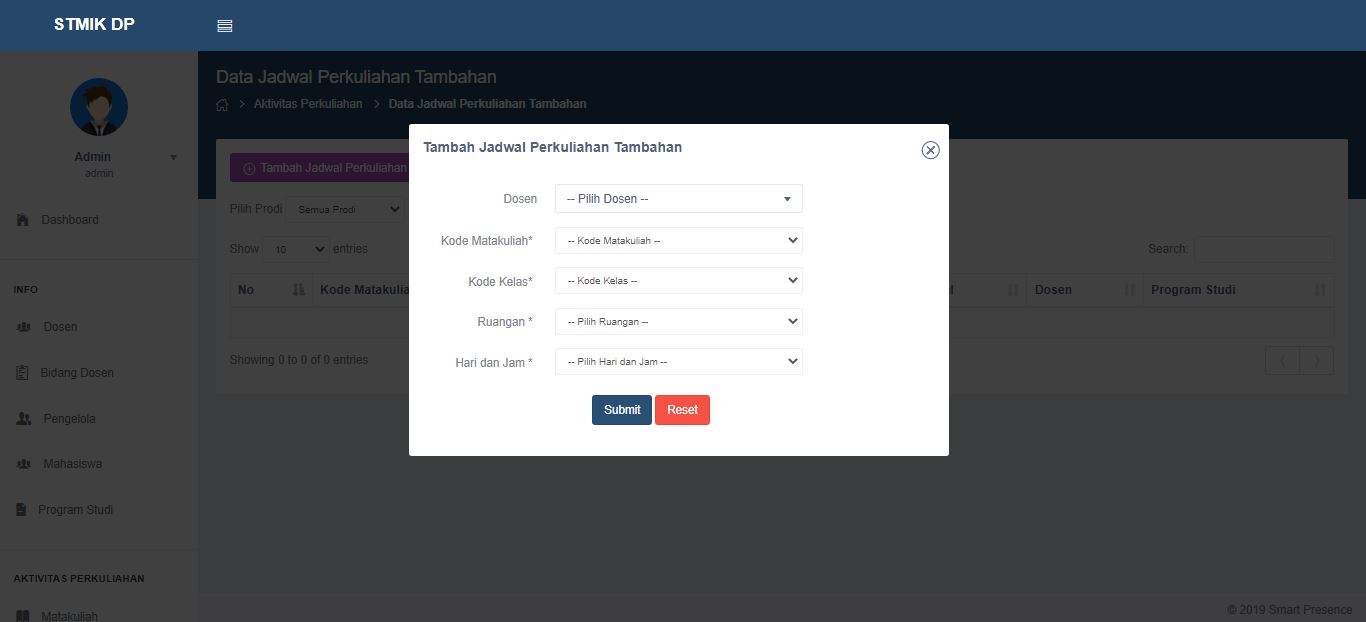 STMIK DP
Data Jadwal Perkuliahan Tambahan
Aktivitas Perkuliahan > Data Jadwal Perkuliahan Tambahan
Admin
admin
Dashboard
INFO
Dosen
Bidang Dosen
Pengelola
Mahasiswa
Program Studi
AKTIVITAS PERKULIAHAN
Matakuliah
Tambah Jadwal Perkuliahan
Pilih Prodi Semua Prodi
Show 10 entries
Search:
No Kode Matakulia
Dosen Program Studi
Showing 0 to 0 of 0 entries
Tambah Jadwal Perkuliahan Tambahan
Dosen -- Pilih Dosen --
Kode Matakuliah* -- Kode Matakuliah --
Kode Kelas* -- Kode Kelas --
Ruangan * -- Pilih Ruangan --
Hari dan Jam * -- Pilih Hari dan Jam --
Submit Reset
© 2019 Smart Presence